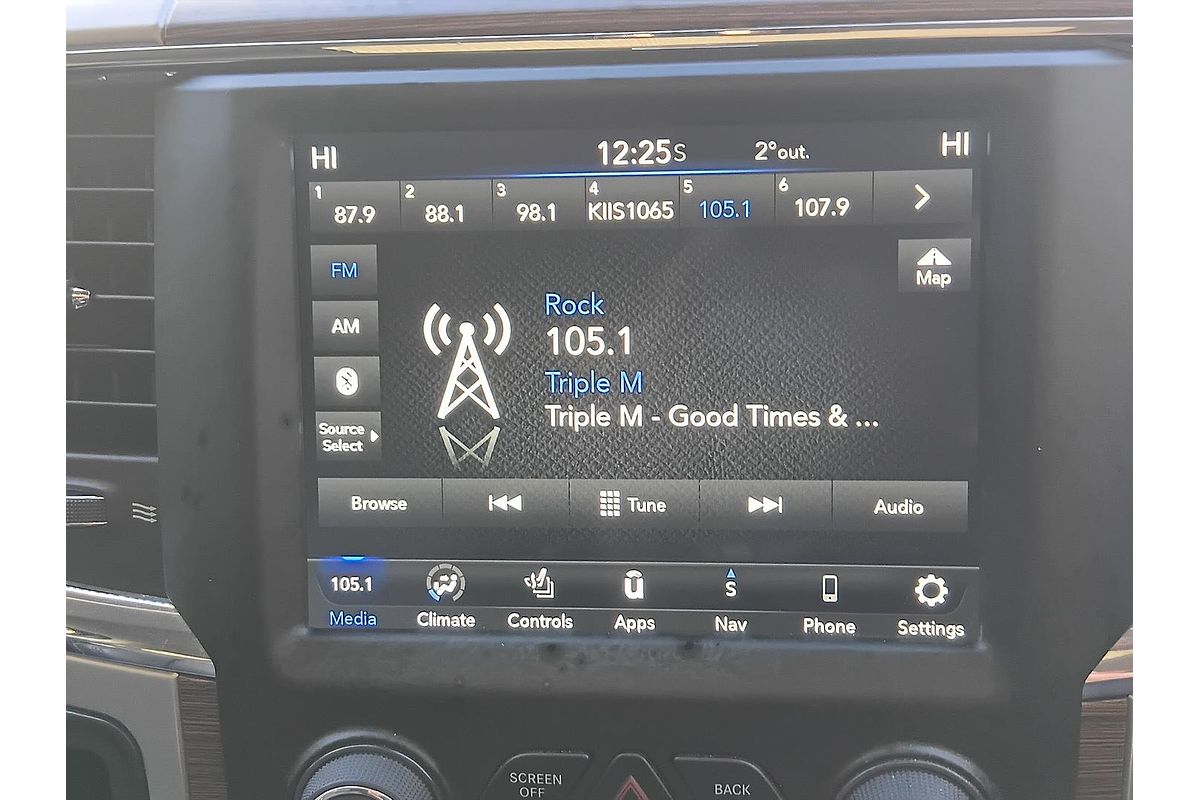 HI 12:25S 2°out. HI
1 2 3 4 5 6
87.9 88.1 98.1 KIIS1065 105.1 107.9
FM
Map
Rock
AM
105.1
Triple M
Triple M - Good Times & ...
Source
Select
Browse Tune Audio
105.1 u S
Media Climate Controls Apps Nav Phone Settings
SCREEN
OFF
BACK